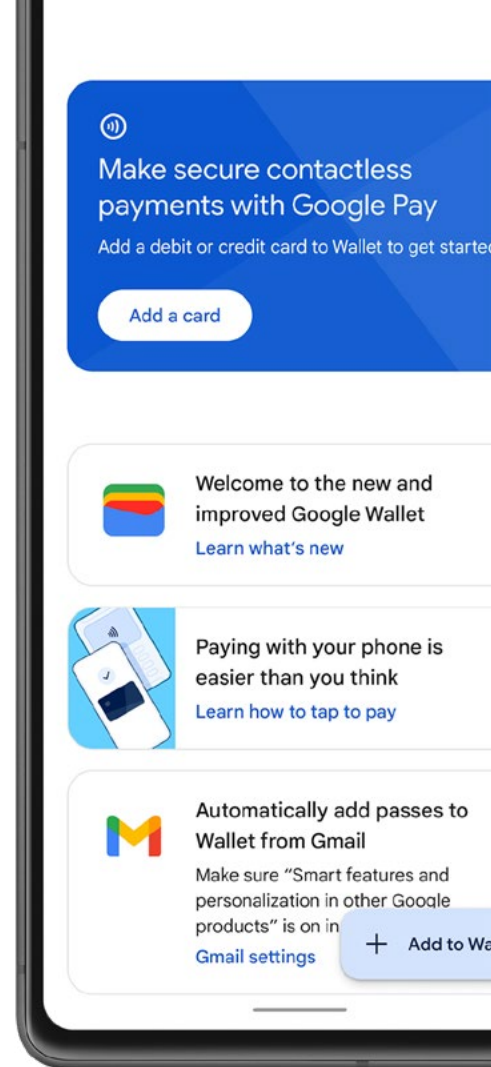 Make secure contactless
payments with Google Pay
Add a debit or credit card to Wallet to get started
Add a card
Welcome to the new and
improved Google Wallet
Learn what's new
Paying with your phone is
easier than you think
Learn how to tap to pay
Automatically add passes to
Wallet from Gmail
Make sure “Smart features and
personalization in other Google
products” is on in
Gmail settings
Add to Wa